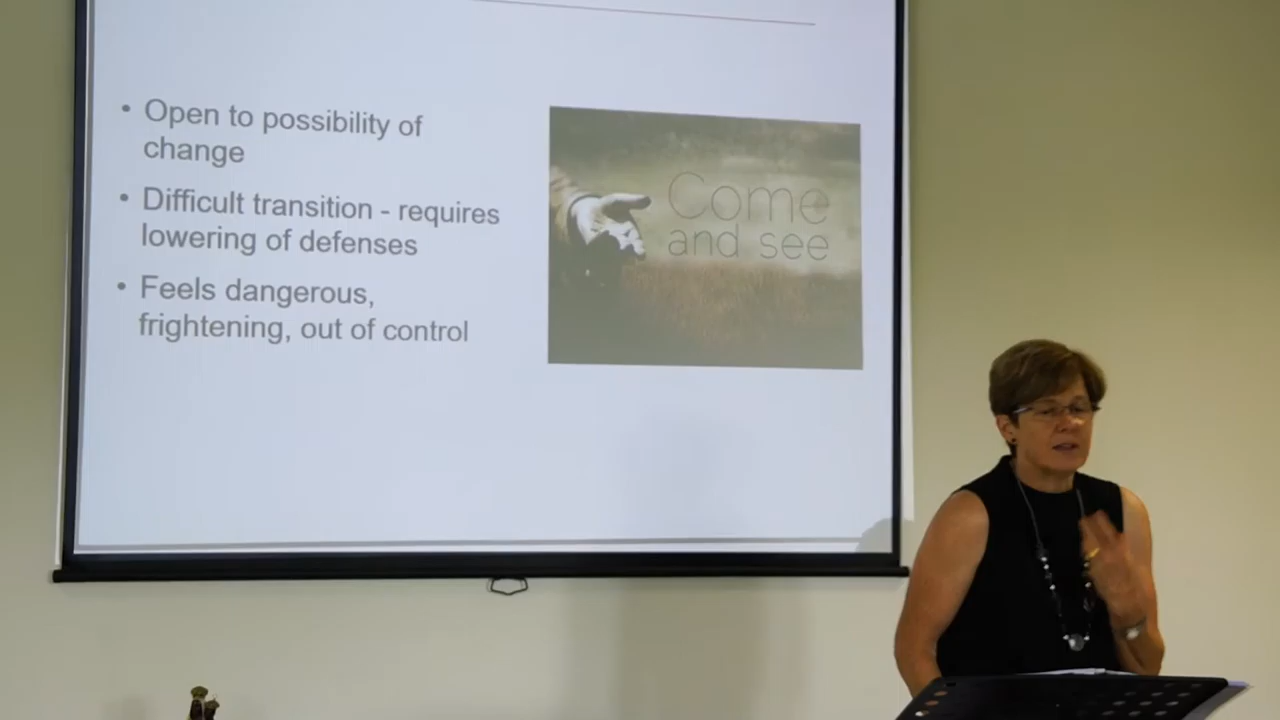 • Open to possibility of
change
• Difficult transition - requires
lowering of defenses
• Feels dangerous,
frightening, out of control
Come
and see